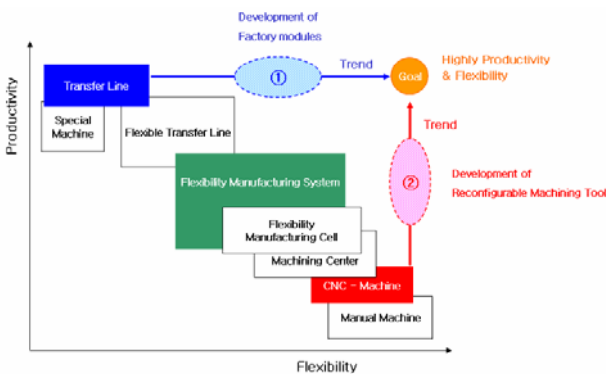 Development of
Factory modules
Transfer Line
①
Trend
Goal
Highly Productivity
& Flexibility
Special
Machine
Flexible Transfer Line
Trend
Flexibility Manufacturing System
②
Development of
Reconfigurable Machining Tool
Flexibility
Manufacturing Cell
Machining Center
CNC - Machine
Manual Machine
Productivity
Flexibility